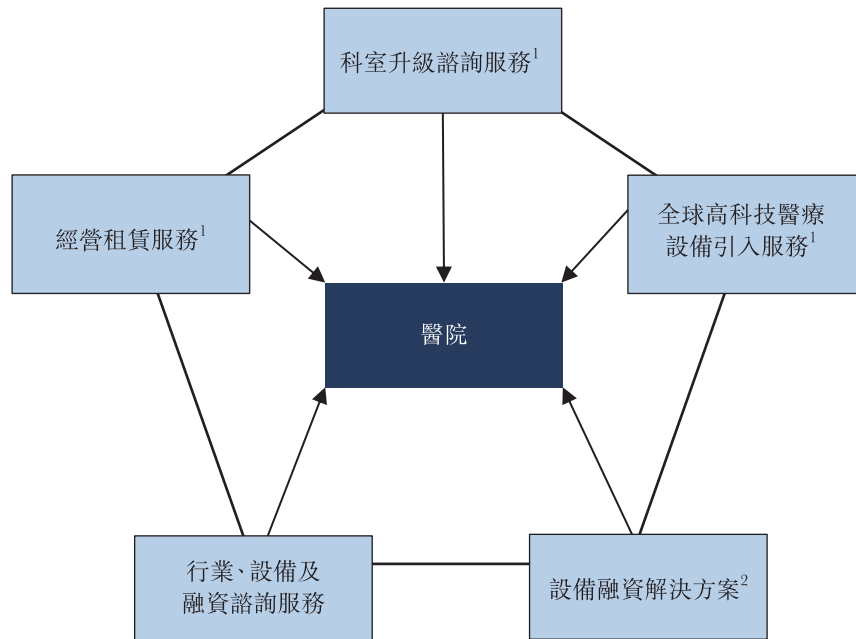 科室升級諮詢服務¹
經營租賃服務¹
全球高科技醫療
設備引入服務¹
醫院
行業、設備及
融資諮詢服務
設備融資解決方案²